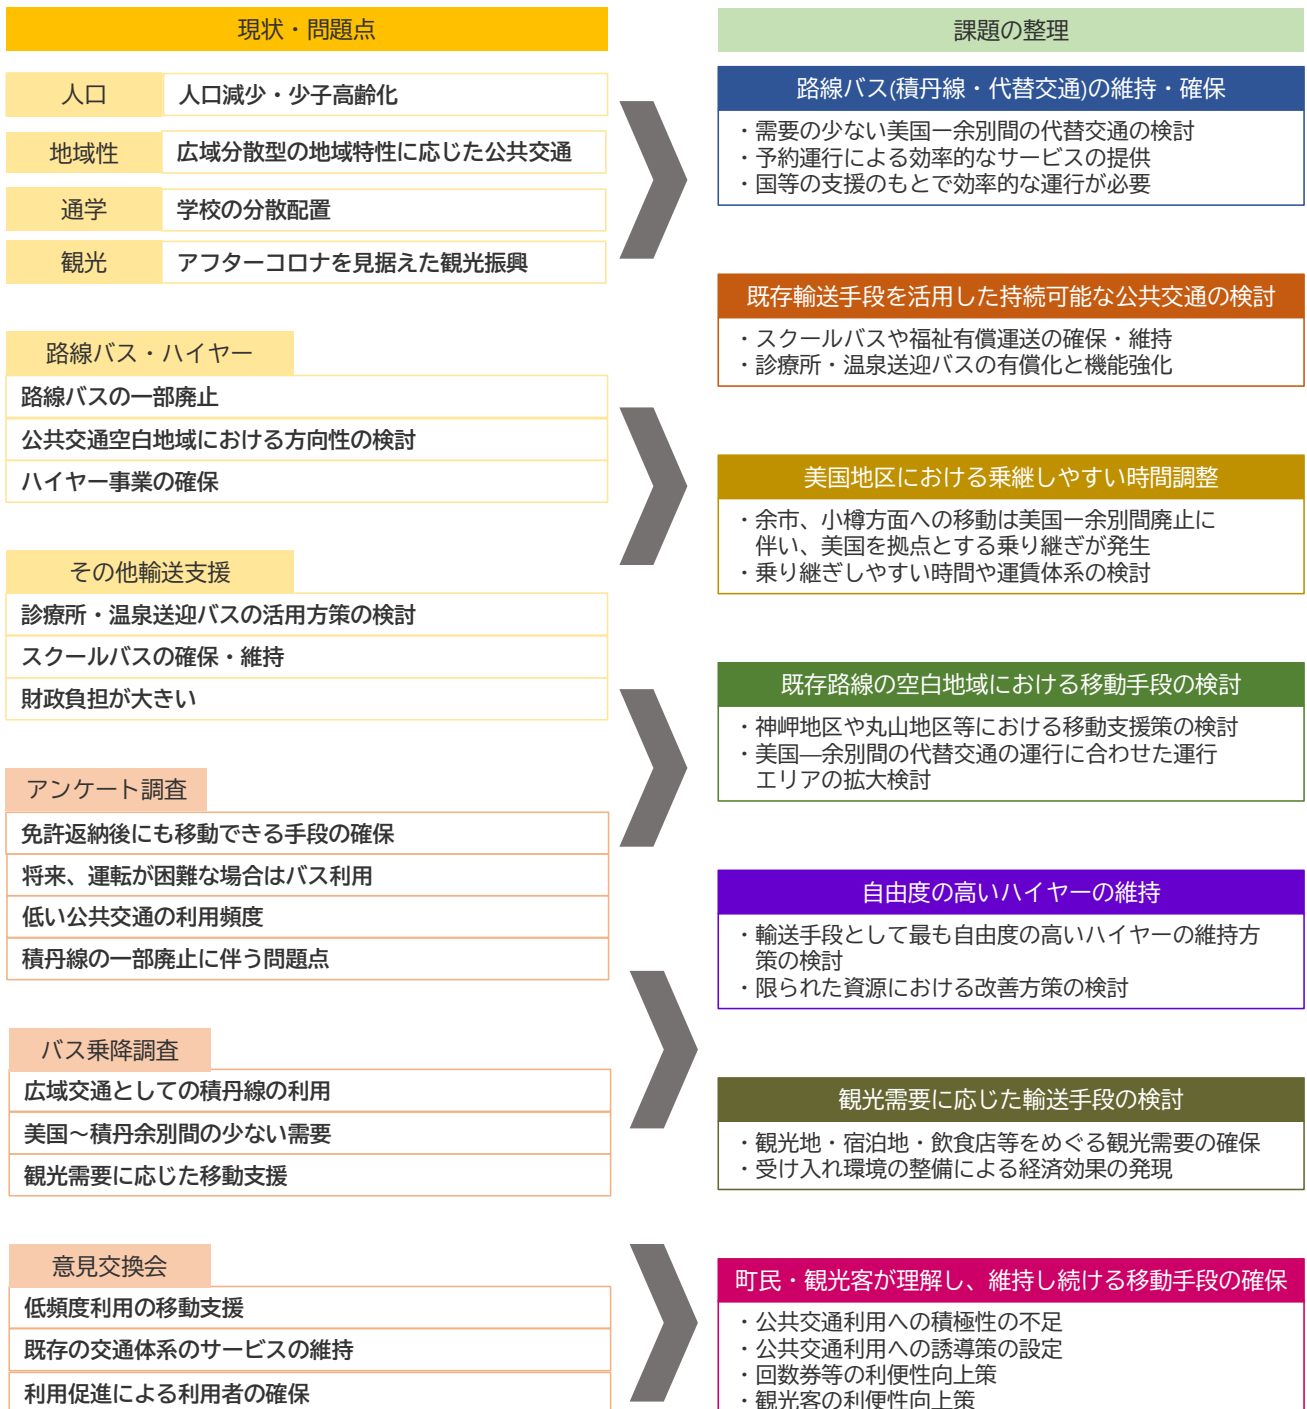 現状・問題点
人口
人口減少・少子高齢化
地域性
広域分散型の地域特性に応じた公共交通
通学
学校の分散配置
観光
アフターコロナを見据えた観光振興
路線バス・ハイヤー
路線バスの一部廃止
公共交通空白地域における方向性の検討
ハイヤー事業の確保
その他輸送支援
診療所・温泉送迎バスの活用方策の検討
スクールバスの確保・維持
財政負担が大きい
アンケート調査
免許返納後にも移動できる手段の確保
将来、運転が困難な場合はバス利用
低い公共交通の利用頻度
積丹線の一部廃止に伴う問題点
バス乗降調査
広域交通としての積丹線の利用
美国～積丹余別間の少ない需要
観光需要に応じた移動支援
意見交換会
低頻度利用の移動支援
既存の交通体系のサービスの維持
利用促進による利用者の確保
課題の整理
路線バス(積丹線・代替交通)の維持・確保
・需要の少ない美国ー余別間の代替交通の検討
・予約運行による効率的なサービスの提供
・国等の支援のもとで効率的な運行が必要
既存輸送手段を活用した持続可能な公共交通の検討
・スクールバスや福祉有償運送の確保・維持
・診療所・温泉送迎バスの有償化と機能強化
美国地区における乗継しやすい時間調整
・余市、小樽方面への移動は美国ー余別間廃止に
伴い、美国を拠点とする乗り継ぎが発生
・乗り継ぎしやすい時間や運賃体系の検討
既存路線の空白地域における移動手段の検討
・神岬地区や丸山地区等における移動支援策の検討
・美国―余別間の代替交通の運行に合わせた運行
エリアの拡大検討
自由度の高いハイヤーの維持
・輸送手段として最も自由度の高いハイヤーの維持方
策の検討
・限られた資源における改善方策の検討
観光需要に応じた輸送手段の検討
・観光地・宿泊地・飲食店等をめぐる観光需要の確保
・受け入れ環境の整備による経済効果の発現
町民・観光客が理解し、維持し続ける移動手段の確保
・公共交通利用への積極性の不足
・公共交通利用への誘導策の設定
・回数券等の利便性向上策
・観光客の利便性向上策